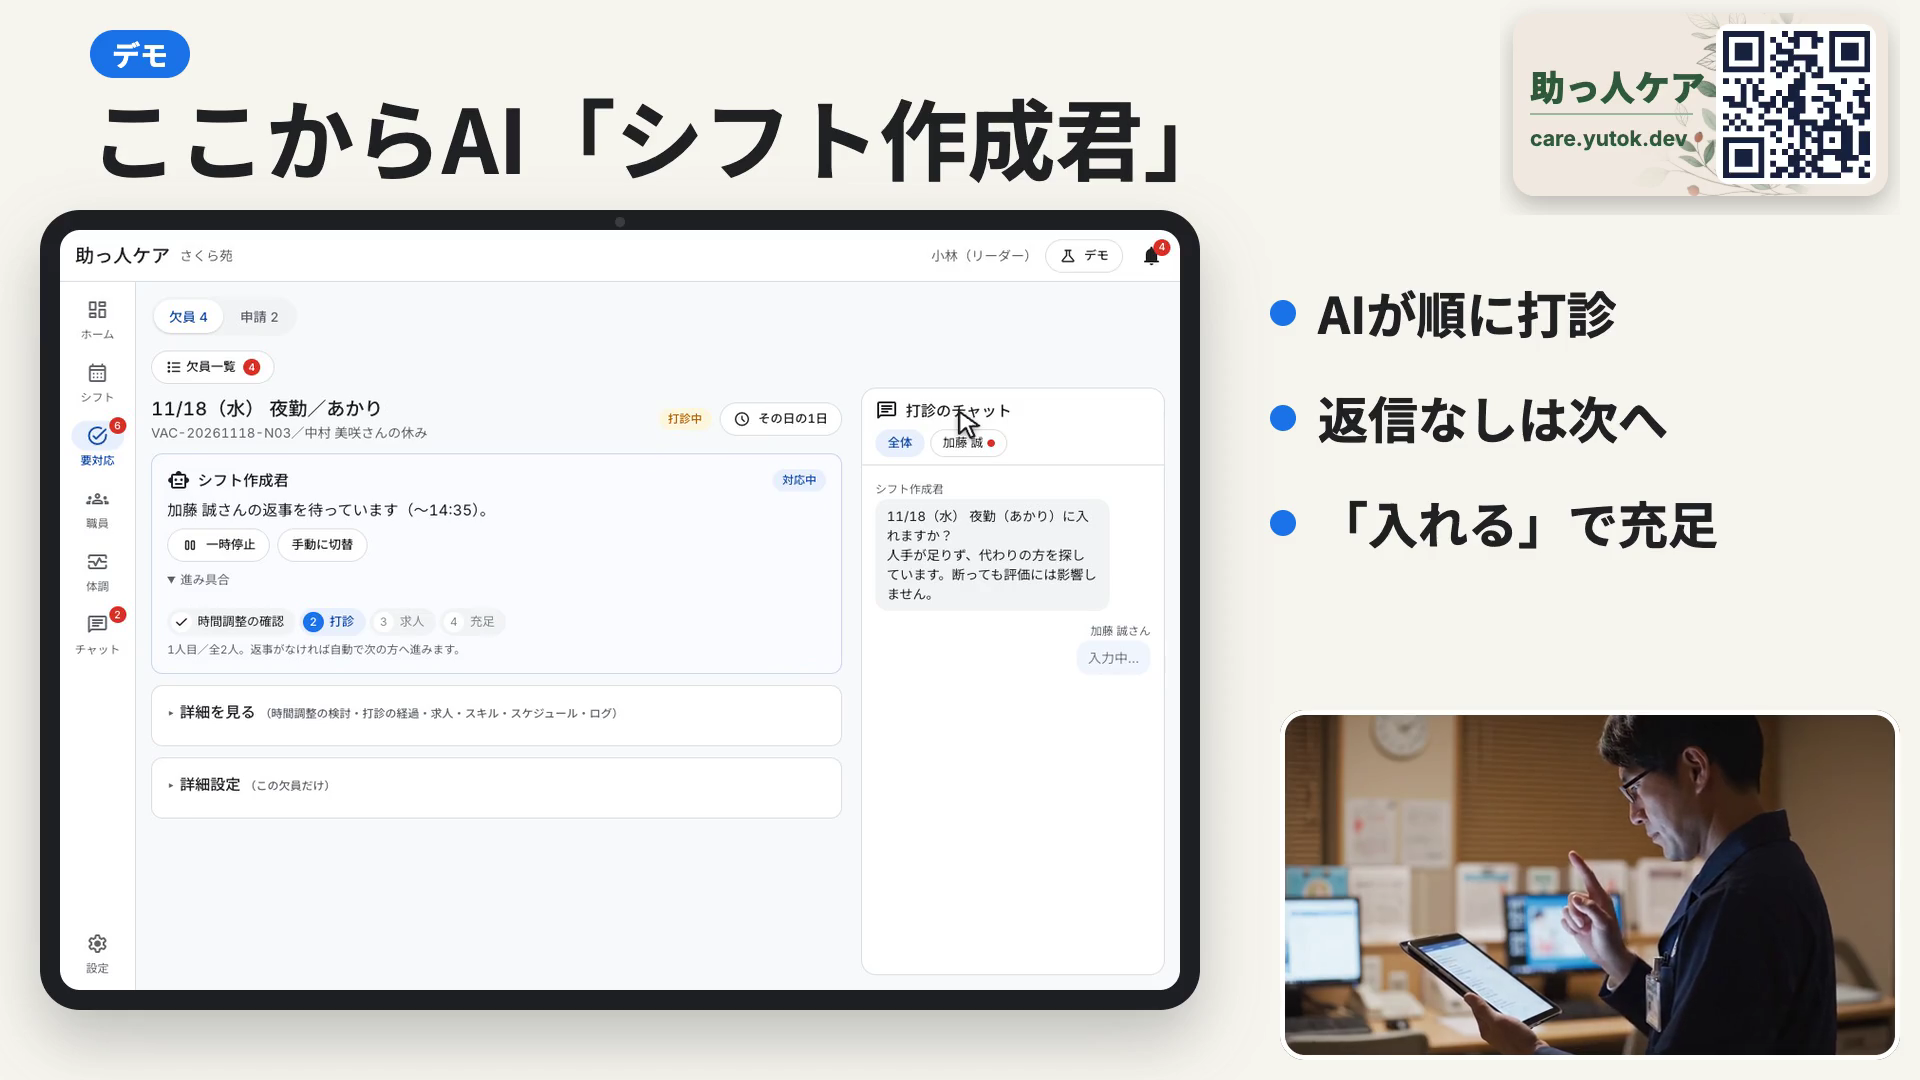 デモ
ここからAI「シフト作成君」
助っ人ケア
care.yutok.dev
助っ人ケア さくら苑
小林（リーダー）
デモ
4
ホーム
シフト
6
要対応
職員
体調
2
チャット
設定
欠員 4
申請 2
欠員一覧 4
11/18（水） 夜勤／あかり
VAC-20261118-N03／中村 美咲さんの休み
打診中
その日の1日
シフト作成君
対応中
加藤 誠さんの返事を待っています（〜14:35）。
一時停止
手動に切替
▼ 進み具合
時間調整の確認
2 打診
3 求人
4 充足
1人目／全2人。返事がなければ自動で次の方へ進みます。
詳細を見る （時間調整の検討・打診の経過・求人・スキル・スケジュール・ログ）
詳細設定 （この欠員だけ）
打診のチャット
全体
加藤 誠
シフト作成君
11/18（水） 夜勤（あかり）に入
れますか？
人手が足りず、代わりの方を探し
ています。断っても評価には影響し
ません。
加藤 誠さん
入力中...
AIが順に打診
返信なしは次へ
「入れる」で充足